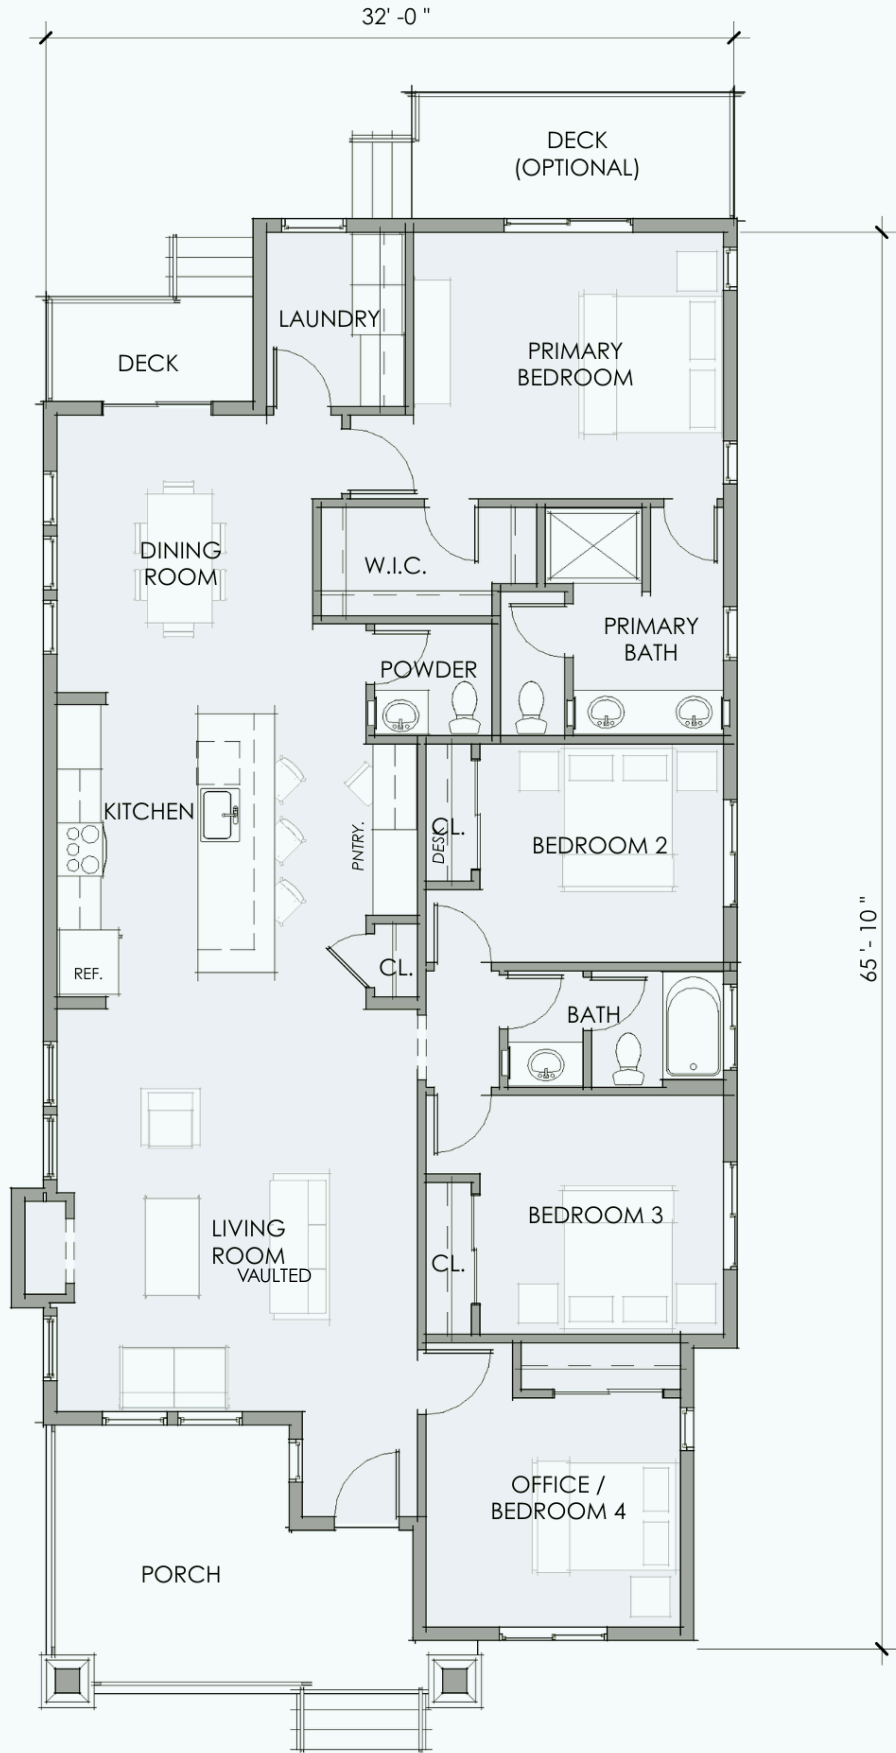 32' -0 "
DECK
(OPTIONAL)
LAUNDRY
DECK
PRIMARY
BEDROOM
DINING
ROOM
W.I.C.
PRIMARY
BATH
POWDER
KITCHEN
PNTRY.
CL.
DESK
BEDROOM 2
65 ' - 10 "
REF.
CL.
BATH
BEDROOM 3
LIVING
ROOM
VAULTED
CL.
OFFICE /
BEDROOM 4
PORCH